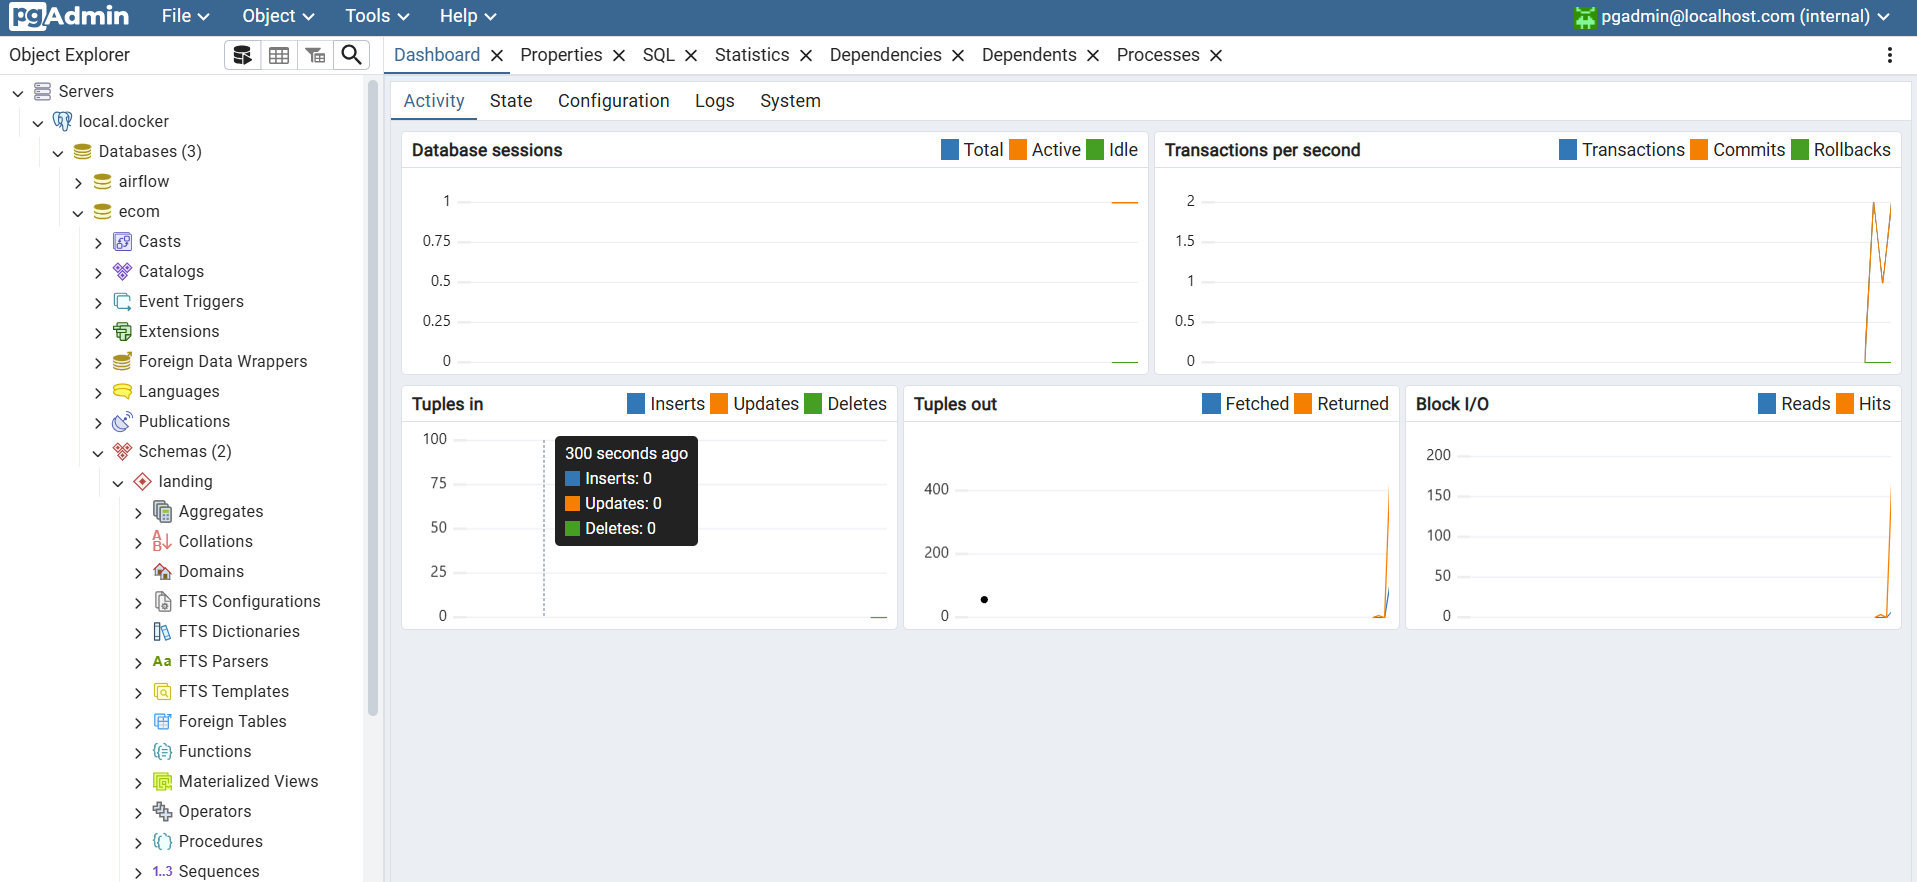 pgAdmin File Object Tools Help pgadmin@localhost.com (internal)
Object Explorer
Dashboard Properties SQL Statistics Dependencies Dependents Processes
Servers
local.docker
Databases (3)
airflow
ecom
Casts
Catalogs
Event Triggers
Extensions
Foreign Data Wrappers
Languages
Publications
Schemas (2)
landing
Aggregates
Collations
Domains
FTS Configurations
FTS Dictionaries
Aa FTS Parsers
FTS Templates
Foreign Tables
Functions
Materialized Views
Operators
Procedures
1..3 Sequences
Activity State Configuration Logs System
Database sessions Total Active Idle
1
0.75
0.5
0.25
0
Transactions per second Transactions Commits Rollbacks
2
1.5
1
0.5
0
Tuples in Inserts Updates Deletes
100
75
50
25
0
300 seconds ago
Inserts: 0
Updates: 0
Deletes: 0
Tuples out Fetched Returned
400
200
0
Block I/O Reads Hits
200
150
100
50
0